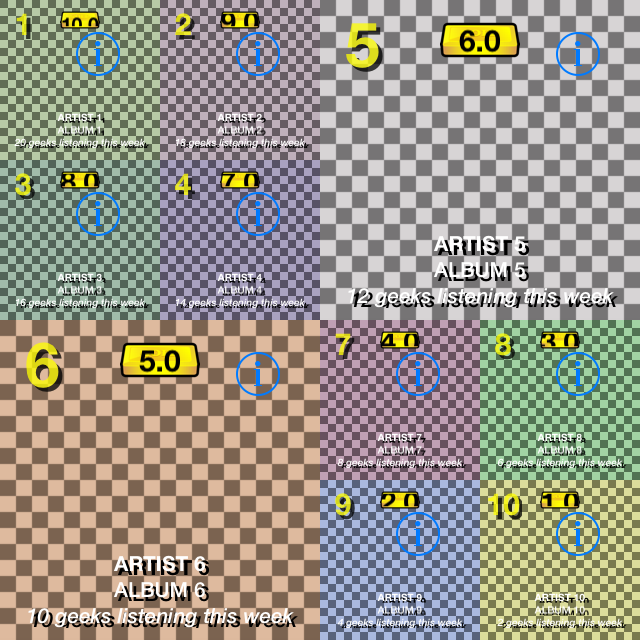 1
10.0
i
ARTIST 1
ALBUM 1
20 geeks listening this week
2
9.0
i
ARTIST 2
ALBUM 2
18 geeks listening this week
3
8.0
i
ARTIST 3
ALBUM 3
16 geeks listening this week
4
7.0
i
ARTIST 4
ALBUM 4
14 geeks listening this week
5
6.0
i
ARTIST 5
ALBUM 5
12 geeks listening this week
6
5.0
i
ARTIST 6
ALBUM 6
10 geeks listening this week
7
4.0
i
ARTIST 7
ALBUM 7
8 geeks listening this week
8
3.0
i
ARTIST 8
ALBUM 8
6 geeks listening this week
9
2.0
i
ARTIST 9
ALBUM 9
4 geeks listening this week
10
1.0
i
ARTIST 10
ALBUM 10
2 geeks listening this week